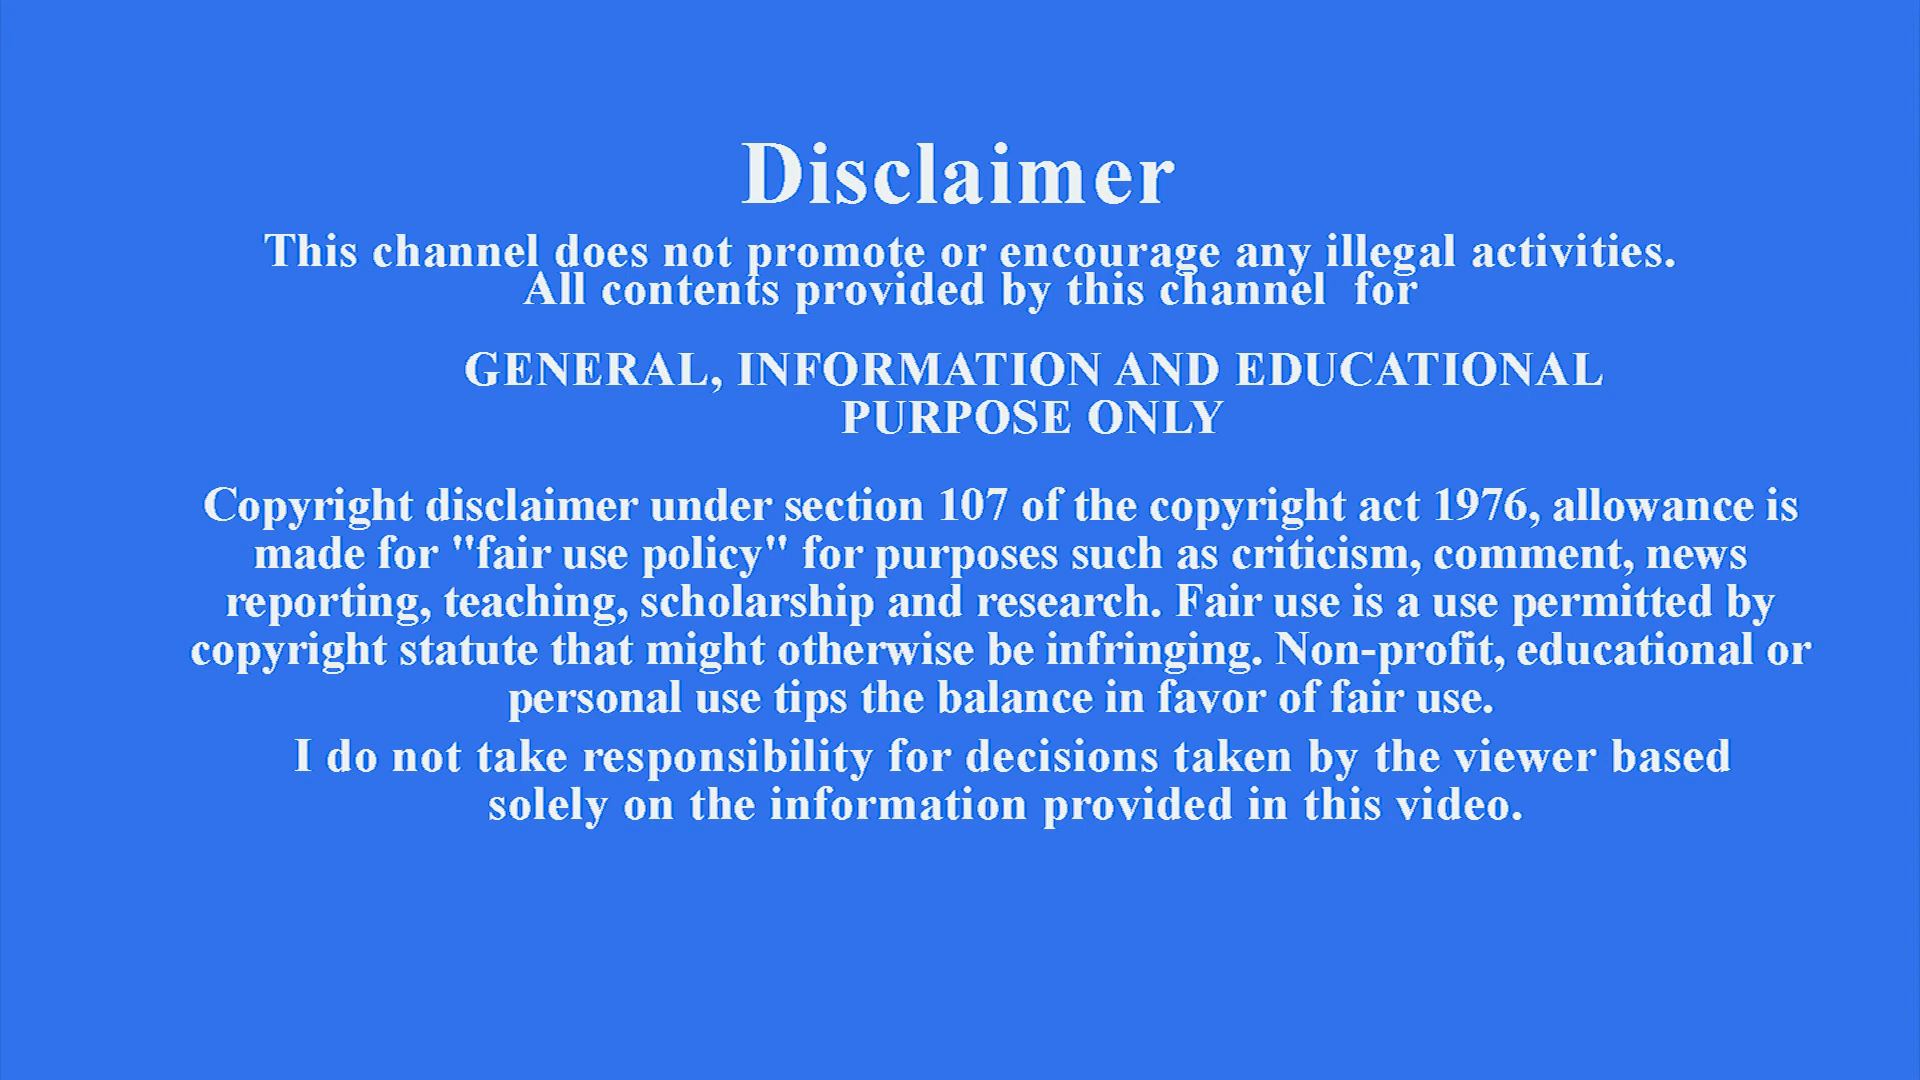 Disclaimer
This channel does not promote or encourage any illegal activities.
All contents provided by this channel  for
GENERAL, INFORMATION AND EDUCATIONAL
PURPOSE ONLY
Copyright disclaimer under section 107 of the copyright act 1976, allowance is
made for "fair use policy" for purposes such as criticism, comment, news
reporting, teaching, scholarship and research. Fair use is a use permitted by
copyright statute that might otherwise be infringing. Non-profit, educational or
personal use tips the balance in favor of fair use.
I do not take responsibility for decisions taken by the viewer based
solely on the information provided in this video.